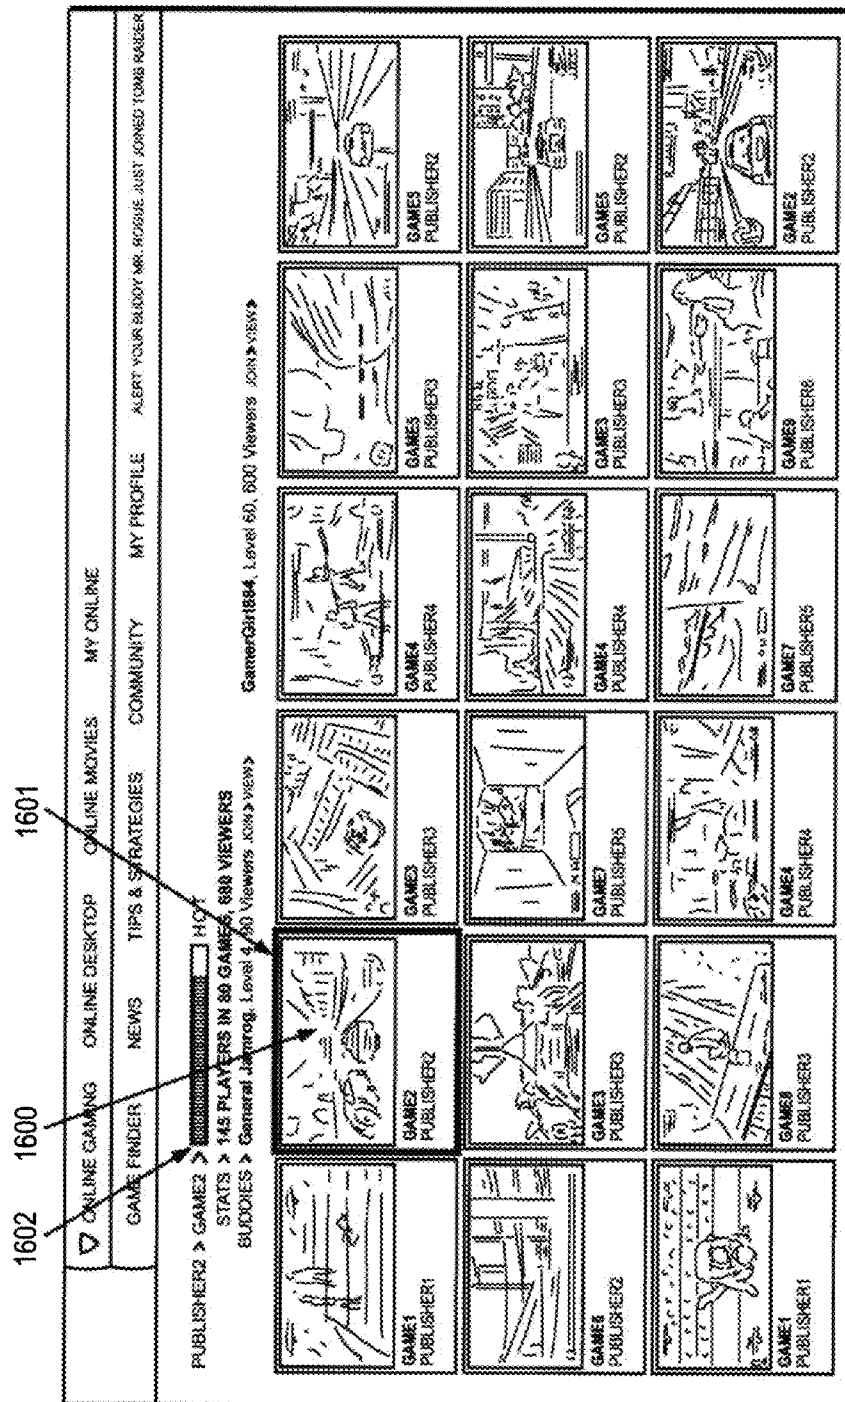 1602
1600
1601
ONLINE GAMING ONLINE DESKTOP ONLINE MOVIES MY ONLINE
GAME FINDER NEWS TIPS & STRATEGIES COMMUNITY MY PROFILE ALERT YOUR BUDDY MR. ROGUE JUST JOINED TOMB RAIDER
PUBLISHER2 > GAME2 > HOT
STATS > 145 PLAYERS IN 80 GAMES, 680 VIEWERS
BUDDIES > General Jamrog, Level 4, 80 Viewers JOIN> VIEW> GamerGirl884, Level 60, 600 Viewers JOIN> VIEW>
GAME1 GAME2 GAME3 GAME4 GAME5 GAME5
PUBLISHER1 PUBLISHER2 PUBLISHER3 PUBLISHER4 PUBLISHER3 PUBLISHER2
GAME6 GAME3 GAME7 GAME4 GAME3 GAME5
PUBLISHER2 PUBLISHER3 PUBLISHER5 PUBLISHER4 PUBLISHER3 PUBLISHER2
GAME1 GAME8 GAME4 GAME7 GAME9 GAME2
PUBLISHER1 PUBLISHER3 PUBLISHER4 PUBLISHER5 PUBLISHER6 PUBLISHER2